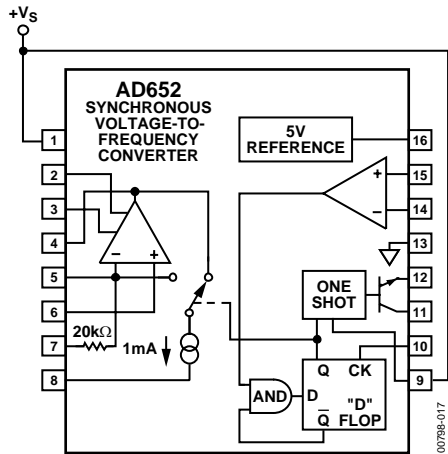 +VS
AD652
SYNCHRONOUS
VOLTAGE-TO-
FREQUENCY
CONVERTER
5V
REFERENCE
1
2
3
4
5
6
7
8
16
15
14
13
12
11
10
9
+
–
–
+
20kΩ
1mA
ONE
SHOT
AND
Q
CK
D
"D"
FLOP
Q̅
00798-017